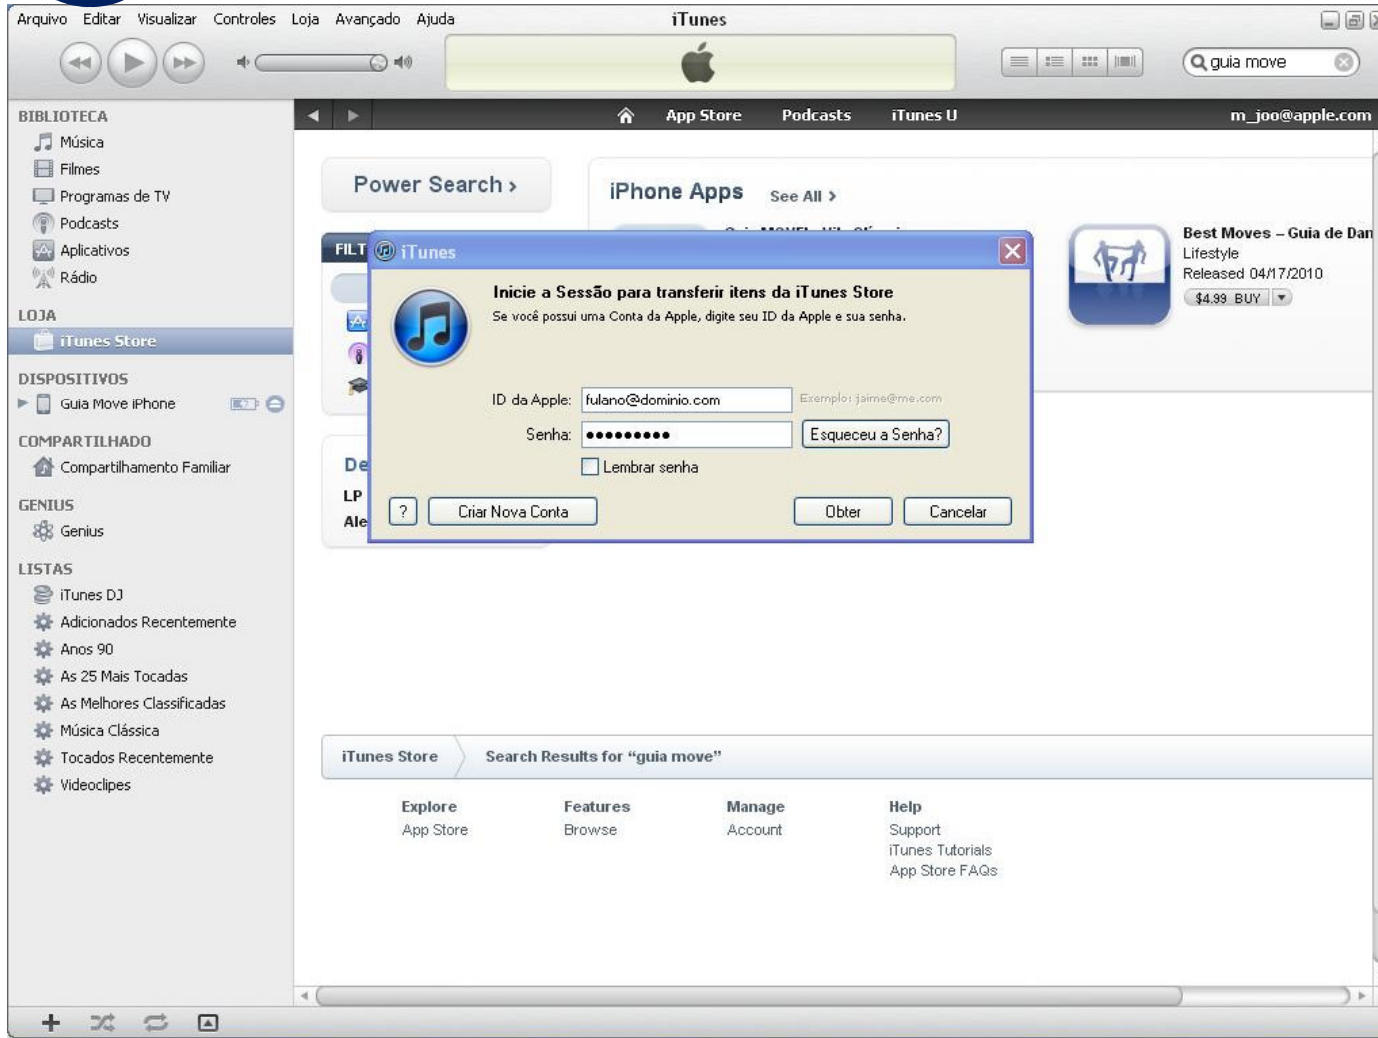 Arquivo Editar Visualizar Controles Loja Avançado Ajuda
iTunes
guia move
BIBLIOTECA
Música
Filmes
Programas de TV
Podcasts
Aplicativos
Rádio
LOJA
iTunes Store
DISPOSITIVOS
Guia Move iPhone
COMPARTILHADO
Compartilhamento Familiar
GENIUS
Genius
LISTAS
iTunes DJ
Adicionados Recentemente
Anos 90
As 25 Mais Tocadas
As Melhores Classificadas
Música Clássica
Tocados Recentemente
Videoclipes
App Store Podcasts iTunes U m_joo@apple.com
Power Search >
iPhone Apps See All >
Best Moves – Guia de Dan
Lifestyle
Released 04/17/2010
$4.99 BUY
FILT
De
LP
Ale
iTunes
Inicie a Sessão para transferir itens da iTunes Store
Se você possui uma Conta da Apple, digite seu ID da Apple e sua senha.
ID da Apple: fulano@dominio.com Exemplo: jaime@me.com
Senha: ●●●●●●●●● Esqueceu a Senha?
Lembrar senha
? Criar Nova Conta Obter Cancelar
iTunes Store Search Results for “guia move”
Explore
App Store
Features
Browse
Manage
Account
Help
Support
iTunes Tutorials
App Store FAQs